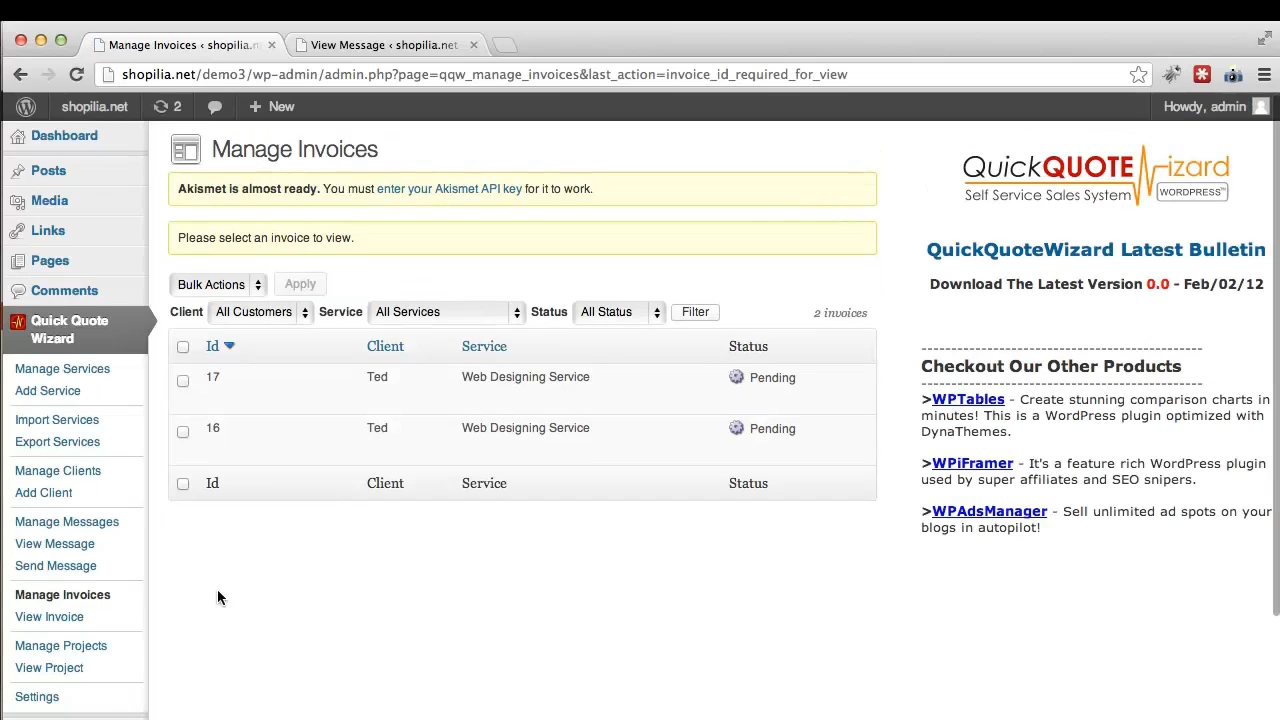 Manage Invoices ‹ shopilia.n
View Message ‹ shopilia.net
shopilia.net/demo3/wp-admin/admin.php?page=qqw_manage_invoices&last_action=invoice_id_required_for_view
shopilia.net
2
+ New
Howdy, admin
Dashboard
Posts
Media
Links
Pages
Comments
Quick Quote
Wizard
Manage Services
Add Service
Import Services
Export Services
Manage Clients
Add Client
Manage Messages
View Message
Send Message
Manage Invoices
View Invoice
Manage Projects
View Project
Settings
Manage Invoices
Akismet is almost ready. You must enter your Akismet API key for it to work.
Please select an invoice to view.
Bulk Actions Apply
Client All Customers Service All Services Status All Status Filter 2 invoices
Id Client Service Status
17 Ted Web Designing Service Pending
16 Ted Web Designing Service Pending
Id Client Service Status
QuickQUOTEWizard
Self Service Sales System WORDPRESS™
QuickQuoteWizard Latest Bulletin
Download The Latest Version 0.0 - Feb/02/12
----------------------------------------
Checkout Our Other Products
----------------------------------------
>WPTables - Create stunning comparison charts in
minutes! This is a WordPress plugin optimized with
DynaThemes.
>WPiFramer - It's a feature rich WordPress plugin
used by super affiliates and SEO snipers.
>WPAdsManager - Sell unlimited ad spots on your
blogs in autopilot!